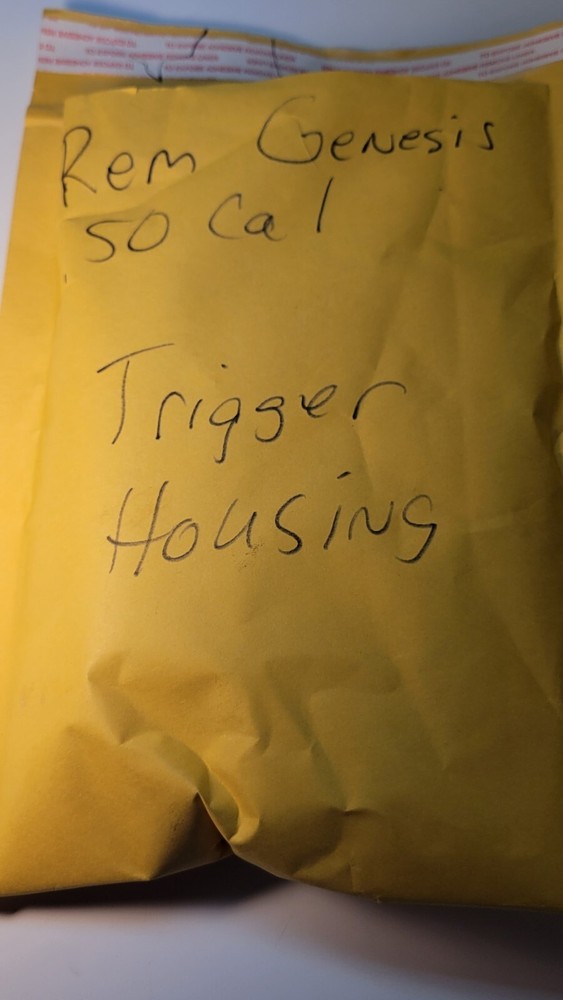 Rem Genesis
50 Cal
Trigger
Housing